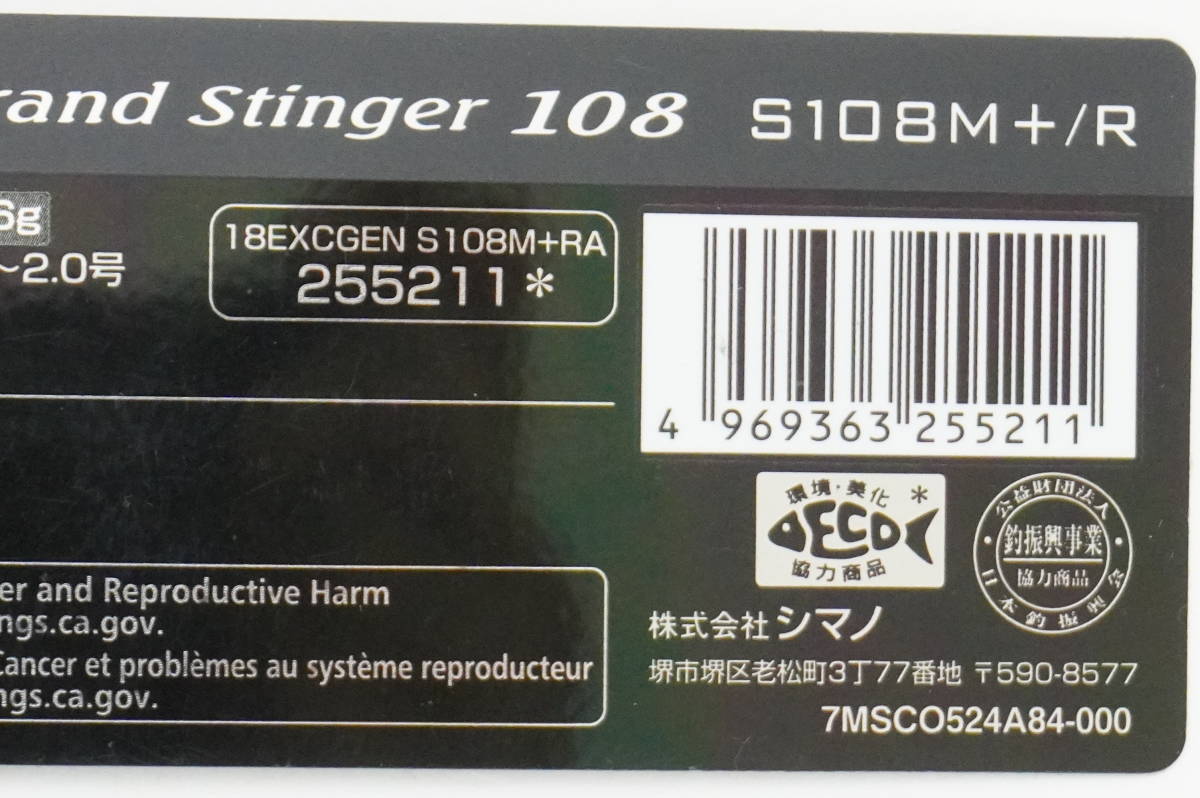 rand Stinger 108 S108M+/R
6g
~2.0号
18EXCGEN S108M+RA
255211*
4 969363 255211
環境・美化 *
DECO
協力商品
公益財団法人
釣振興事業
協力商品
日本釣振興会
er and Reproductive Harm
ngs.ca.gov.
Cancer et problèmes au système reproducteur
ngs.ca.gov.
株式会社 シマノ
堺市堺区老松町3丁77番地 〒590-8577
7MSCO524A84-000